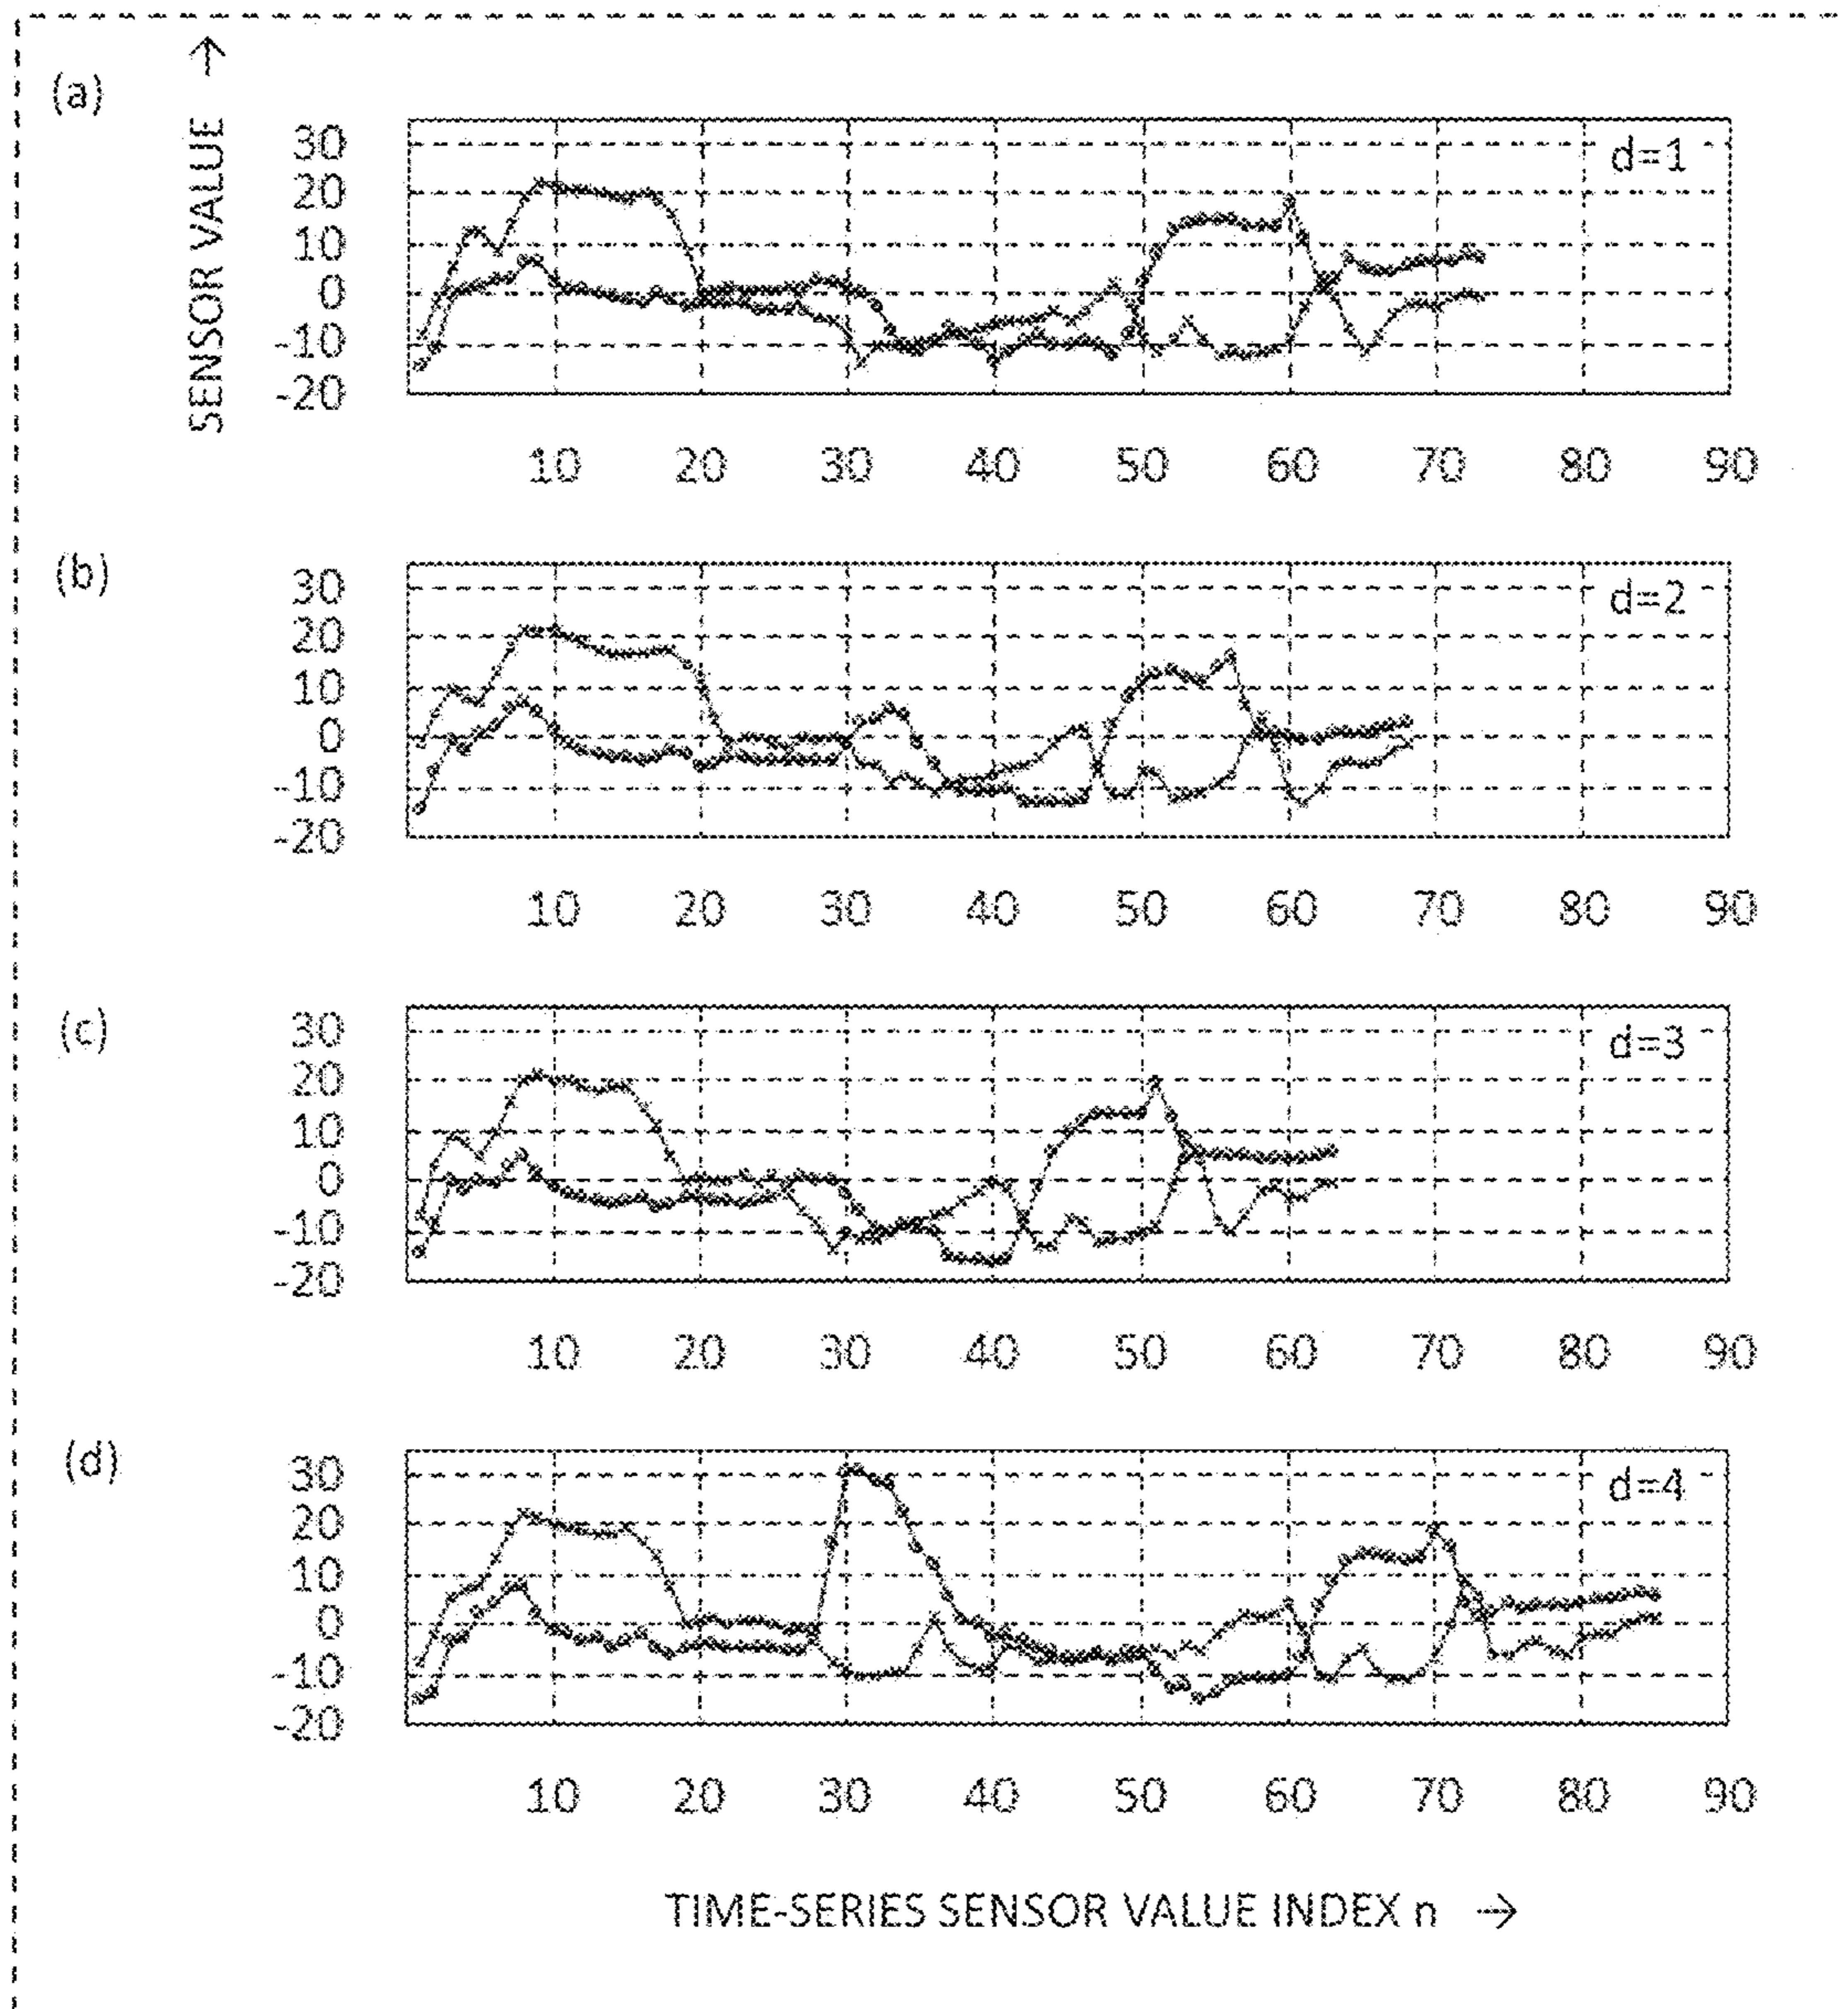 (a)
SENSOR VALUE →
d=1
30
20
10
0
-10
-20
10 20 30 40 50 60 70 80 90
(b)
d=2
30
20
10
0
-10
-20
10 20 30 40 50 60 70 80 90
(c)
d=3
30
20
10
0
-10
-20
10 20 30 40 50 60 70 80 90
(d)
d=4
30
20
10
0
-10
-20
10 20 30 40 50 60 70 80 90
TIME-SERIES SENSOR VALUE INDEX n →